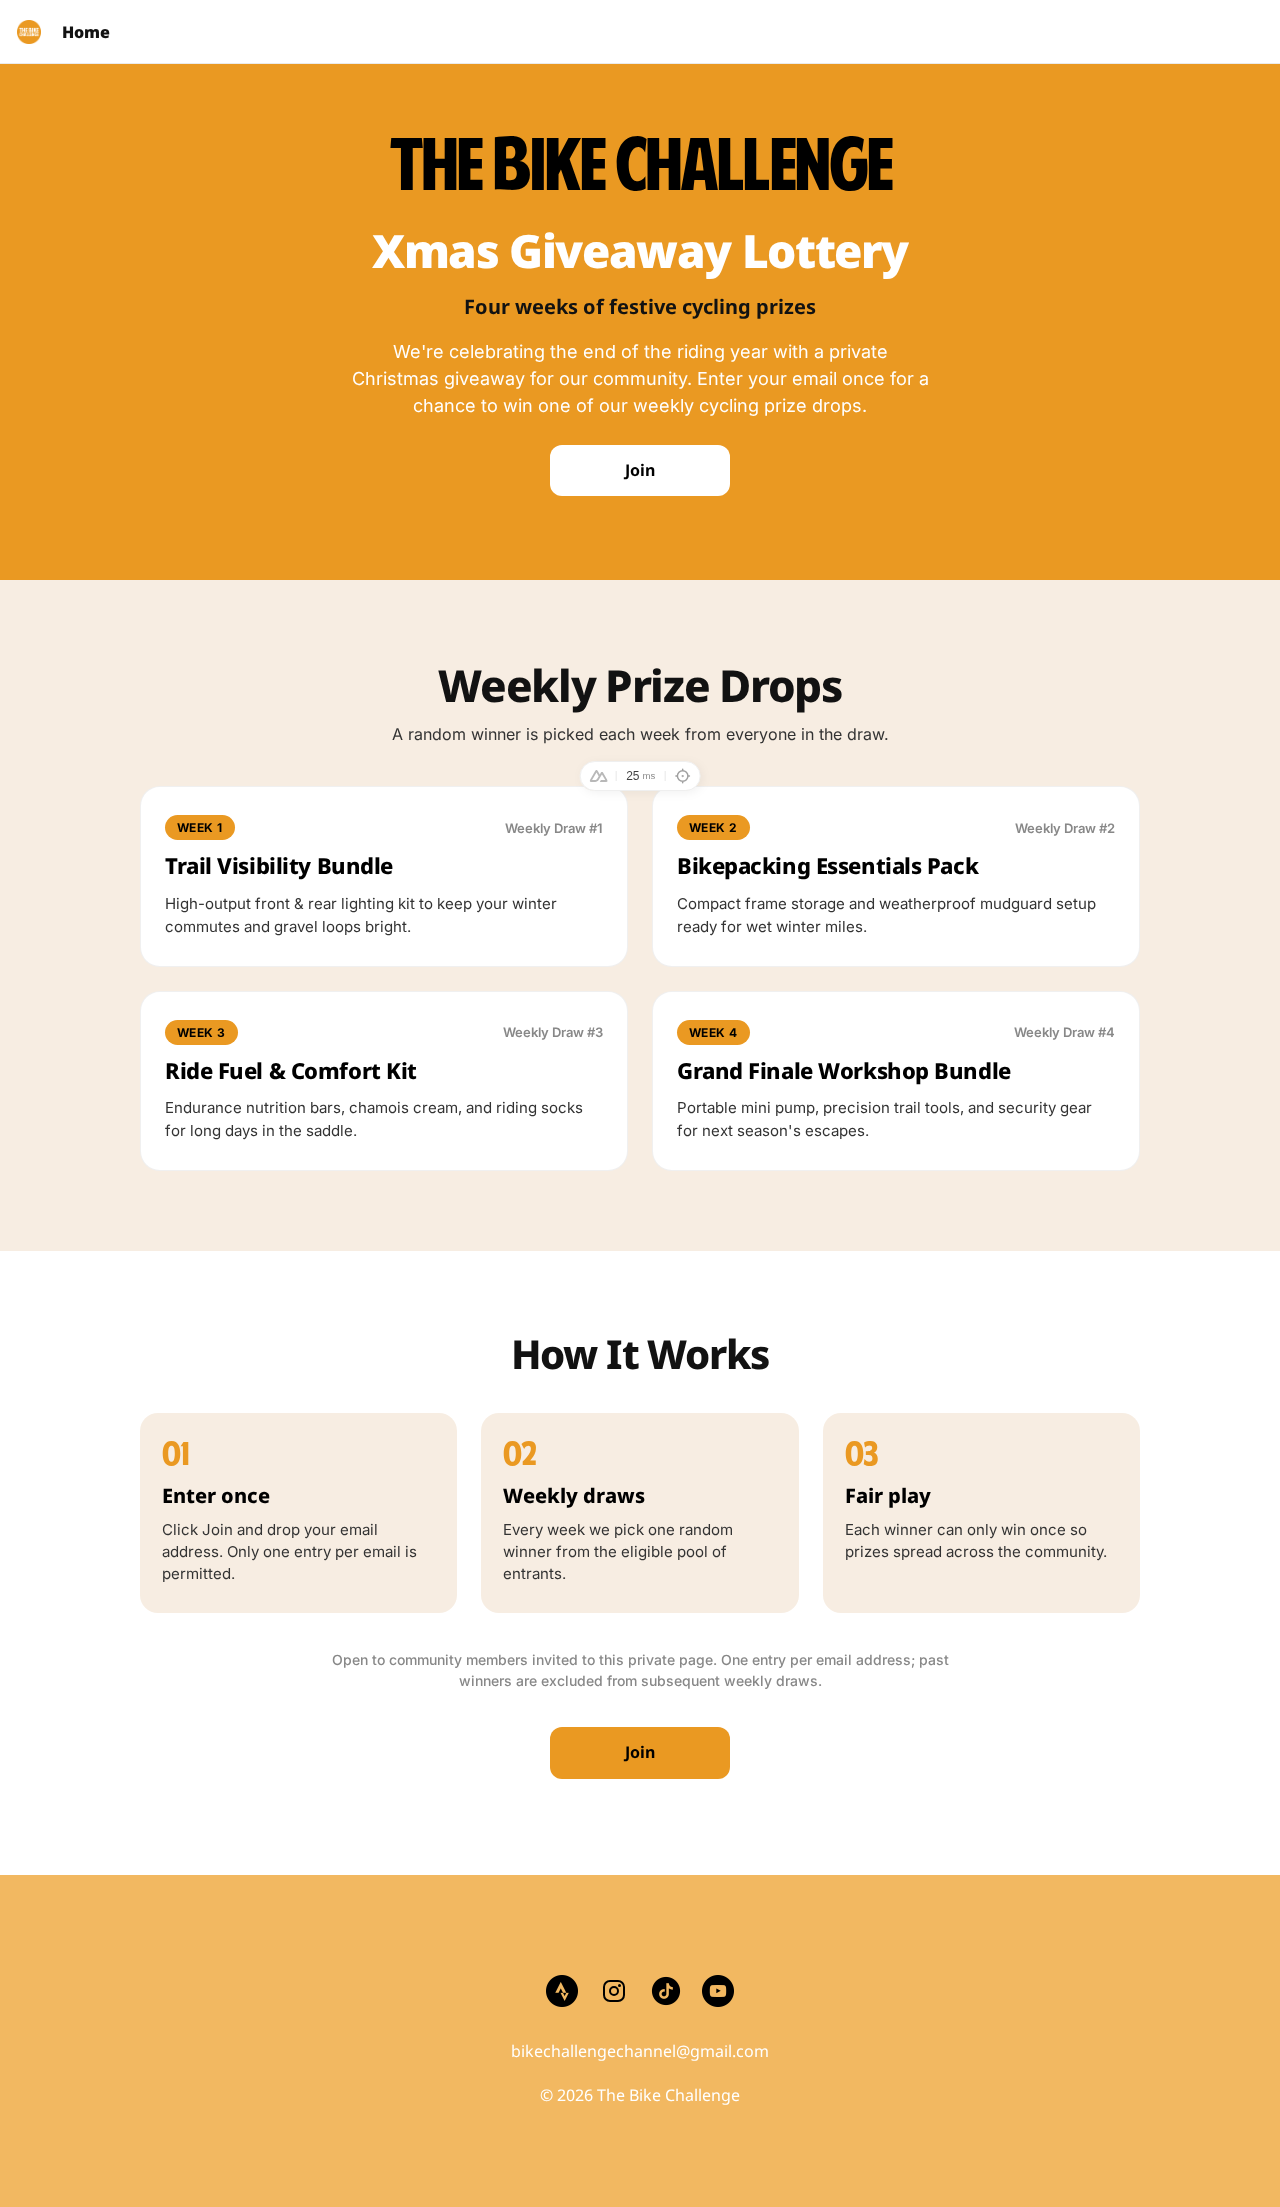 THE BIKE
CHALLENGE
Home
THE BIKE CHALLENGE
Xmas Giveaway Lottery
Four weeks of festive cycling prizes
We're celebrating the end of the riding year with a private
Christmas giveaway for our community. Enter your email once for a
chance to win one of our weekly cycling prize drops.
Join
Weekly Prize Drops
A random winner is picked each week from everyone in the draw.
25 ms
WEEK 1
Weekly Draw #1
Trail Visibility Bundle
High-output front & rear lighting kit to keep your winter
commutes and gravel loops bright.
WEEK 2
Weekly Draw #2
Bikepacking Essentials Pack
Compact frame storage and weatherproof mudguard setup
ready for wet winter miles.
WEEK 3
Weekly Draw #3
Ride Fuel & Comfort Kit
Endurance nutrition bars, chamois cream, and riding socks
for long days in the saddle.
WEEK 4
Weekly Draw #4
Grand Finale Workshop Bundle
Portable mini pump, precision trail tools, and security gear
for next season's escapes.
How It Works
01
Enter once
Click Join and drop your email
address. Only one entry per email is
permitted.
02
Weekly draws
Every week we pick one random
winner from the eligible pool of
entrants.
03
Fair play
Each winner can only win once so
prizes spread across the community.
Open to community members invited to this private page. One entry per email address; past
winners are excluded from subsequent weekly draws.
Join
bikechallengechannel@gmail.com
© 2026 The Bike Challenge